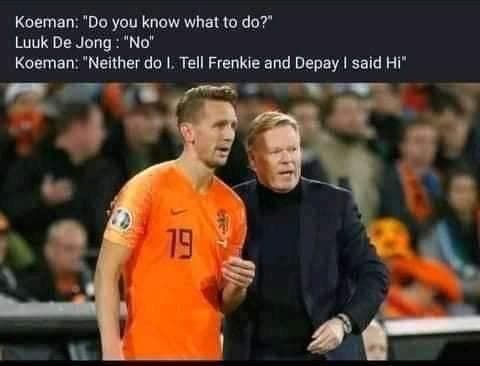 Koeman: "Do you know what to do?"
Luuk De Jong : "No"
Koeman: "Neither do I. Tell Frenkie and Depay I said Hi"
19